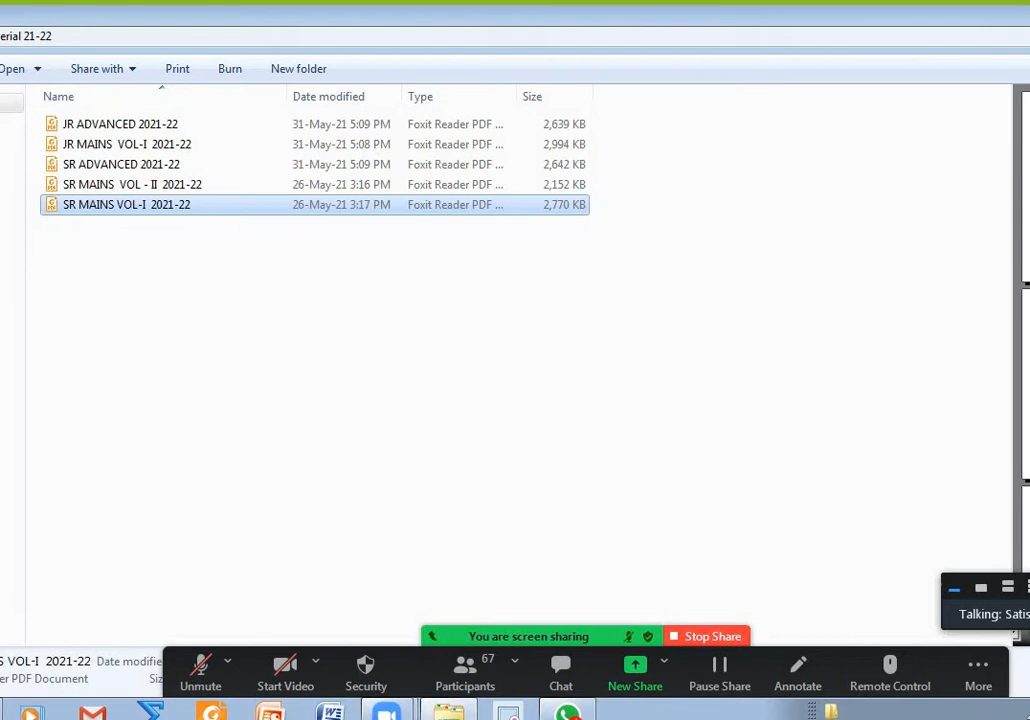 erial 21-22
Open Share with Print Burn New folder
Name Date modified Type Size
JR ADVANCED 2021-22 31-May-21 5:09 PM Foxit Reader PDF ... 2,639 KB
JR MAINS VOL-I 2021-22 31-May-21 5:08 PM Foxit Reader PDF ... 2,994 KB
SR ADVANCED 2021-22 31-May-21 5:09 PM Foxit Reader PDF ... 2,642 KB
SR MAINS VOL - II 2021-22 26-May-21 3:16 PM Foxit Reader PDF ... 2,152 KB
SR MAINS VOL-I 2021-22 26-May-21 3:17 PM Foxit Reader PDF ... 2,770 KB
Talking: Satis
You are screen sharing Stop Share
S VOL-I 2021-22 Date modifie
er PDF Document Siz
67
Unmute Start Video Security Participants Chat New Share Pause Share Annotate Remote Control More